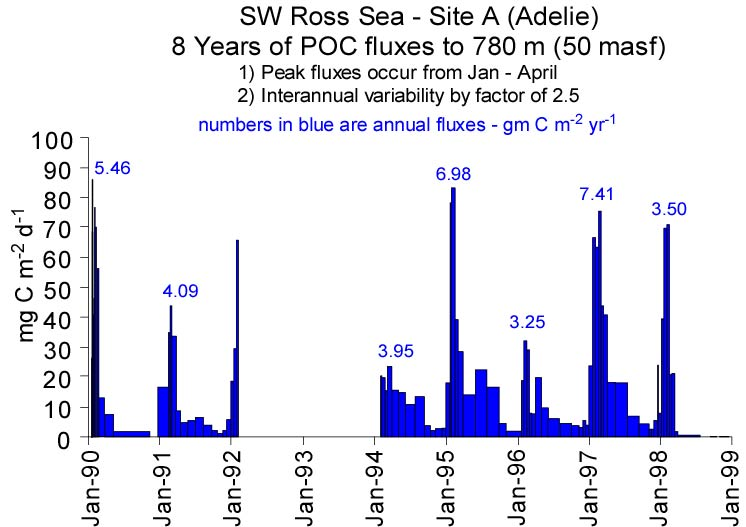 SW Ross Sea - Site A (Adelie)
8 Years of POC fluxes to 780 m (50 masf)
1) Peak fluxes occur from Jan - April
2) Interannual variability by factor of 2.5
numbers in blue are annual fluxes - gm C m⁻² yr⁻¹
mg C m⁻² d⁻¹
100
90
80
70
60
50
40
30
20
10
0
5.46
4.09
3.95
6.98
3.25
7.41
3.50
Jan-90
Jan-91
Jan-92
Jan-93
Jan-94
Jan-95
Jan-96
Jan-97
Jan-98
Jan-99